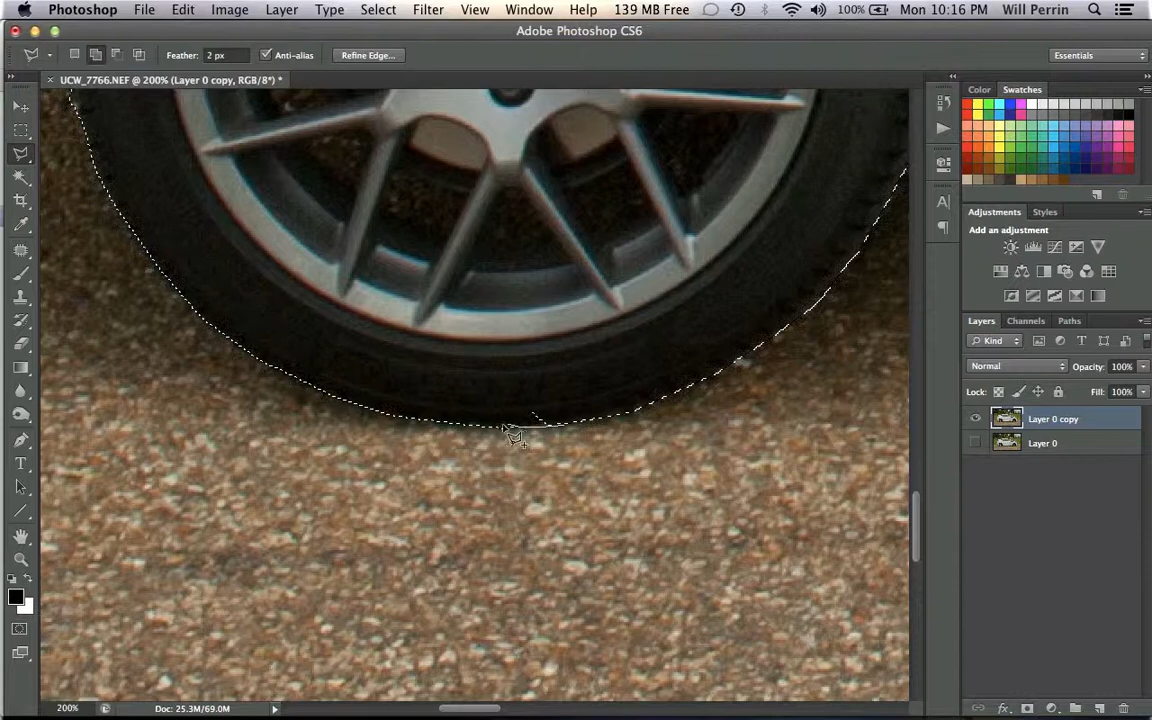 Photoshop File Edit Image Layer Type Select Filter View Window Help 139 MB Free 100% Mon 10:16 PM Will Perrin
Adobe Photoshop CS6
Feather: 2 px Anti-alias Refine Edge... Essentials
× UCW_7766.NEF @ 200% (Layer 0 copy, RGB/8*) *
Color Swatches
Adjustments Styles
Add an adjustment
Layers Channels Paths
Kind
Normal Opacity: 100%
Lock: Fill: 100%
Layer 0 copy
Layer 0
200% Doc: 25.3M/69.0M